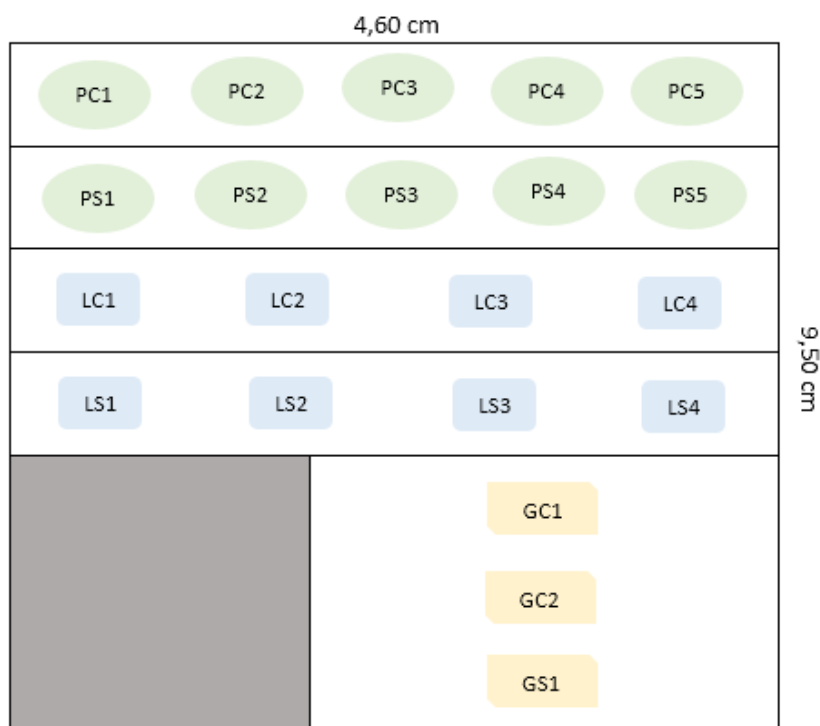 4,60 cm
PC1 PC2 PC3 PC4 PC5
PS1 PS2 PS3 PS4 PS5
LC1 LC2 LC3 LC4
LS1 LS2 LS3 LS4
9,50 cm
GC1
GC2
GS1